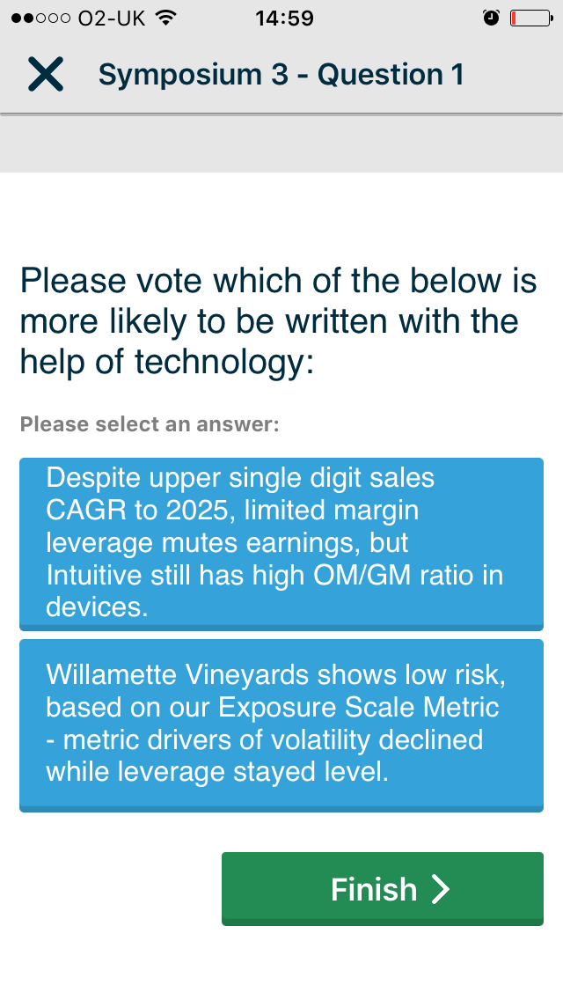 O2-UK 14:59
Symposium 3 - Question 1
Please vote which of the below is
more likely to be written with the
help of technology:
Please select an answer:
Despite upper single digit sales
CAGR to 2025, limited margin
leverage mutes earnings, but
Intuitive still has high OM/GM ratio in
devices.
Willamette Vineyards shows low risk,
based on our Exposure Scale Metric
- metric drivers of volatility declined
while leverage stayed level.
Finish